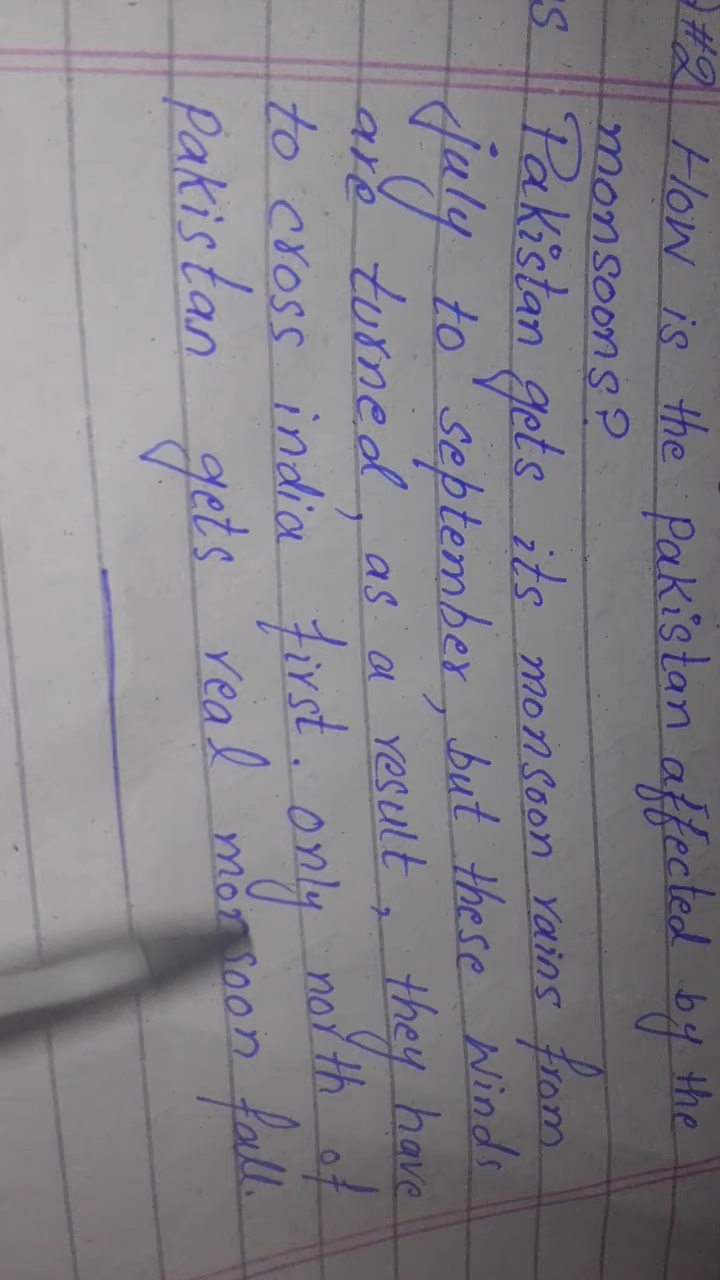 #2 How is the pakistan affected by the
monsoons?
s Pakistan gets its monsoon rains from
july to september, but these winds
are turned, as a result, they have
to cross india first. only north of
pakistan gets real monsoon fall.